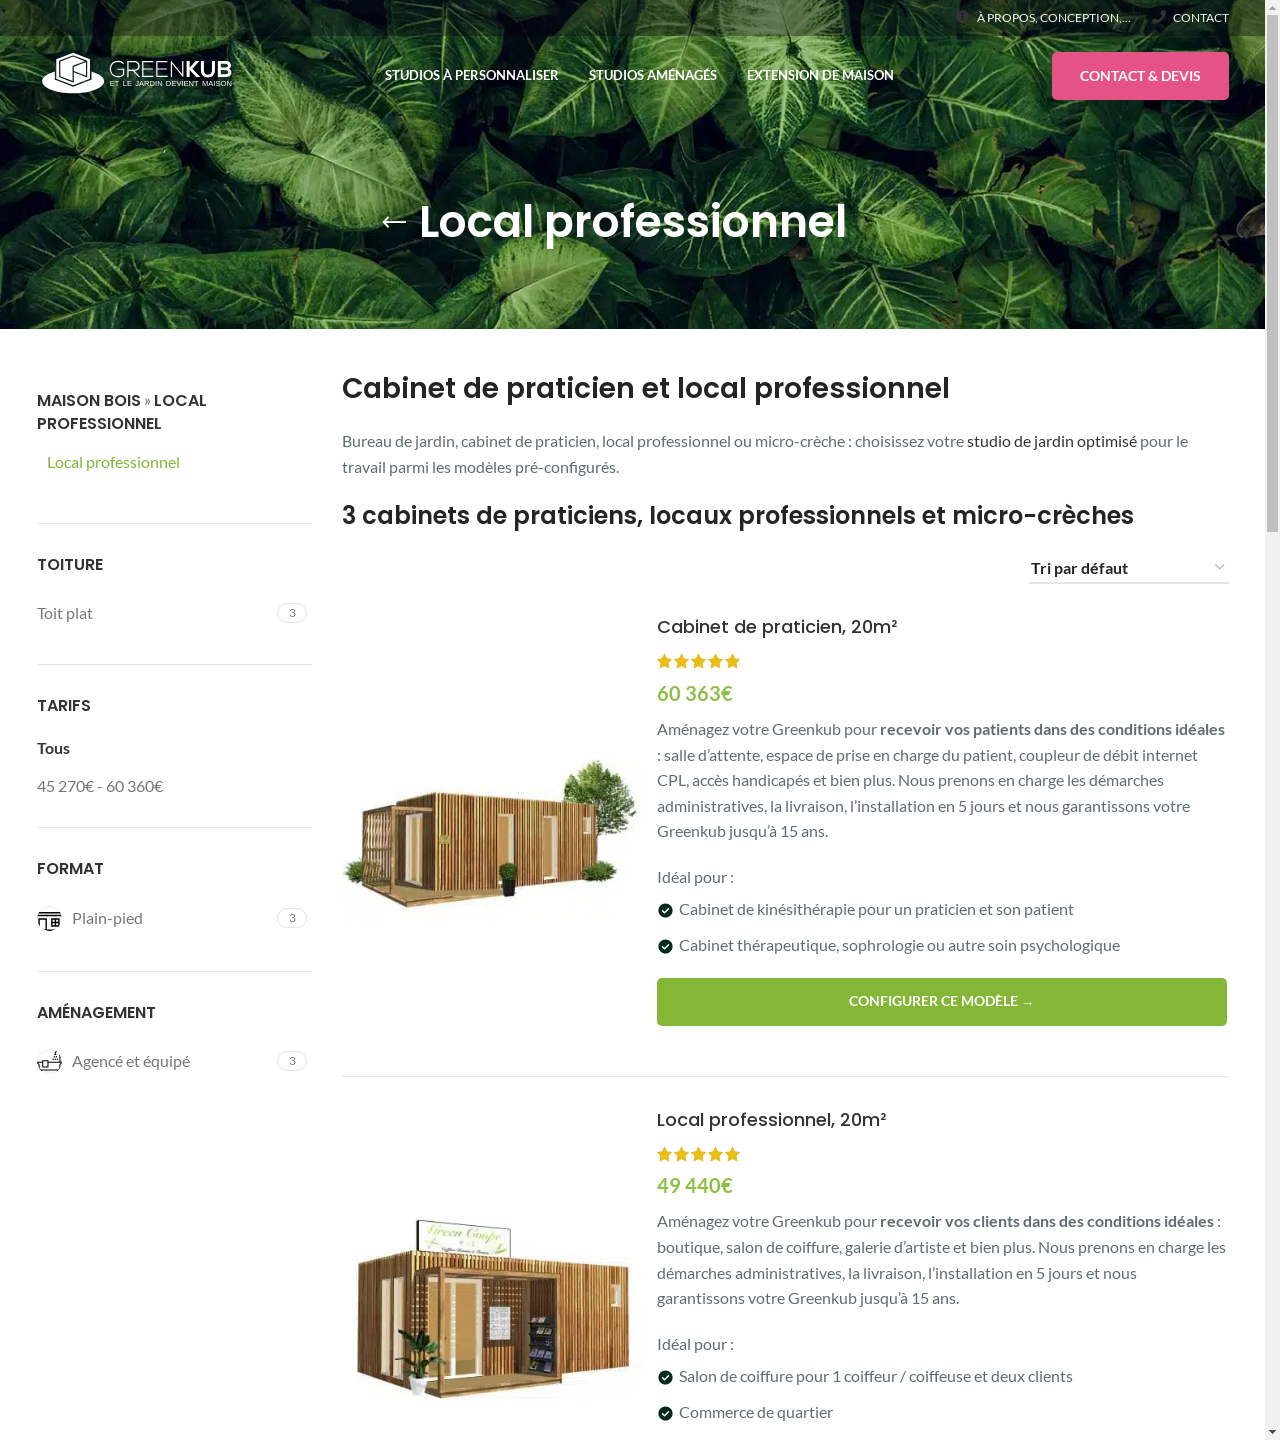 À PROPOS, CONCEPTION,...
CONTACT
GREENKUB
ET LE JARDIN DEVIENT MAISON
STUDIOS À PERSONNALISER
STUDIOS AMÉNAGÉS
EXTENSION DE MAISON
CONTACT & DEVIS
← Local professionnel
MAISON BOIS » LOCAL
PROFESSIONNEL
Local professionnel
TOITURE
Toit plat 3
TARIFS
Tous
45 270€ - 60 360€
FORMAT
Plain-pied 3
AMÉNAGEMENT
Agencé et équipé 3
Cabinet de praticien et local professionnel
Bureau de jardin, cabinet de praticien, local professionnel ou micro-crèche : choisissez votre studio de jardin optimisé pour le
travail parmi les modèles pré-configurés.
3 cabinets de praticiens, locaux professionnels et micro-crèches
Tri par défaut
Cabinet de praticien, 20m²
60 363€
Aménagez votre Greenkub pour recevoir vos patients dans des conditions idéales
: salle d’attente, espace de prise en charge du patient, coupleur de débit internet
CPL, accès handicapés et bien plus. Nous prenons en charge les démarches
administratives, la livraison, l’installation en 5 jours et nous garantissons votre
Greenkub jusqu’à 15 ans.
Idéal pour :
Cabinet de kinésithérapie pour un praticien et son patient
Cabinet thérapeutique, sophrologie ou autre soin psychologique
CONFIGURER CE MODÈLE →
Green Coupe
Local professionnel, 20m²
49 440€
Aménagez votre Greenkub pour recevoir vos clients dans des conditions idéales :
boutique, salon de coiffure, galerie d’artiste et bien plus. Nous prenons en charge les
démarches administratives, la livraison, l’installation en 5 jours et nous
garantissons votre Greenkub jusqu’à 15 ans.
Idéal pour :
Salon de coiffure pour 1 coiffeur / coiffeuse et deux clients
Commerce de quartier